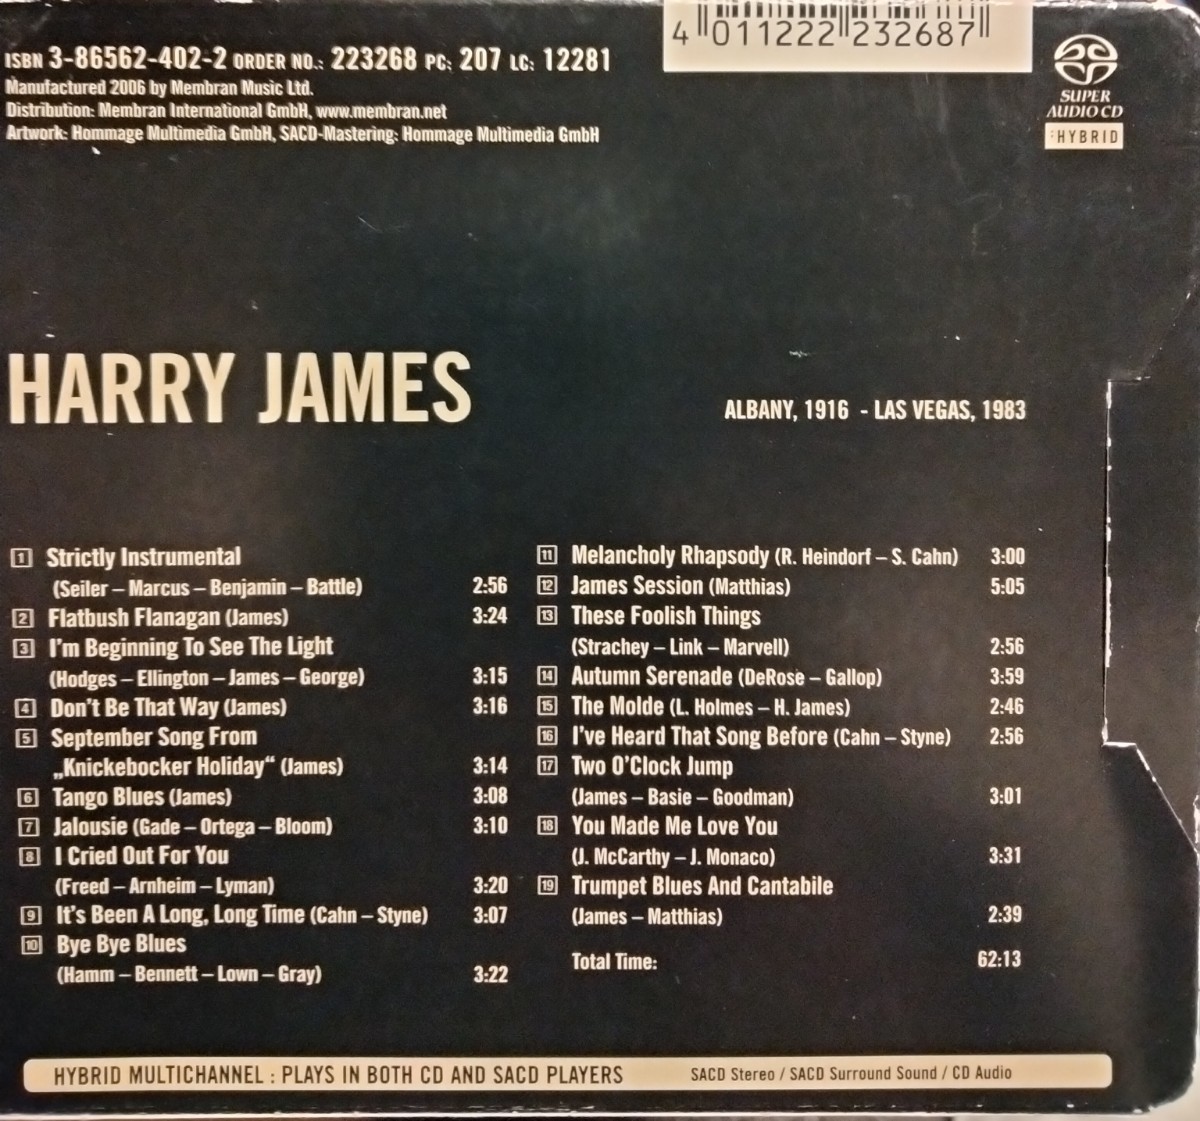 4 011222 232687
ISBN 3-86562-402-2 ORDER NO.: 223268 PC: 207 LC: 12281
Manufactured 2006 by Membran Music Ltd.
Distribution: Membran International GmbH, www.membran.net
Artwork: Hommage Multimedia GmbH, SACD-Mastering: Hommage Multimedia GmbH
SUPER
AUDIO CD
HYBRID
HARRY JAMES
ALBANY, 1916 - LAS VEGAS, 1983
1 Strictly Instrumental
(Seiler – Marcus – Benjamin – Battle) 2:56
2 Flatbush Flanagan (James) 3:24
3 I'm Beginning To See The Light
(Hodges – Ellington – James – George) 3:15
4 Don't Be That Way (James) 3:16
5 September Song From
„Knickebocker Holiday“ (James) 3:14
6 Tango Blues (James) 3:08
7 Jalousie (Gade – Ortega – Bloom) 3:10
8 I Cried Out For You
(Freed – Arnheim – Lyman) 3:20
9 It's Been A Long, Long Time (Cahn – Styne) 3:07
10 Bye Bye Blues
(Hamm – Bennett – Lown – Gray) 3:22
11 Melancholy Rhapsody (R. Heindorf – S. Cahn) 3:00
12 James Session (Matthias) 5:05
13 These Foolish Things
(Strachey – Link – Marvell) 2:56
14 Autumn Serenade (DeRose – Gallop) 3:59
15 The Molde (L. Holmes – H. James) 2:46
16 I've Heard That Song Before (Cahn – Styne) 2:56
17 Two O'Clock Jump
(James – Basie – Goodman) 3:01
18 You Made Me Love You
(J. McCarthy – J. Monaco) 3:31
19 Trumpet Blues And Cantabile
(James – Matthias) 2:39
Total Time: 62:13
HYBRID MULTICHANNEL : PLAYS IN BOTH CD AND SACD PLAYERS
SACD Stereo / SACD Surround Sound / CD Audio